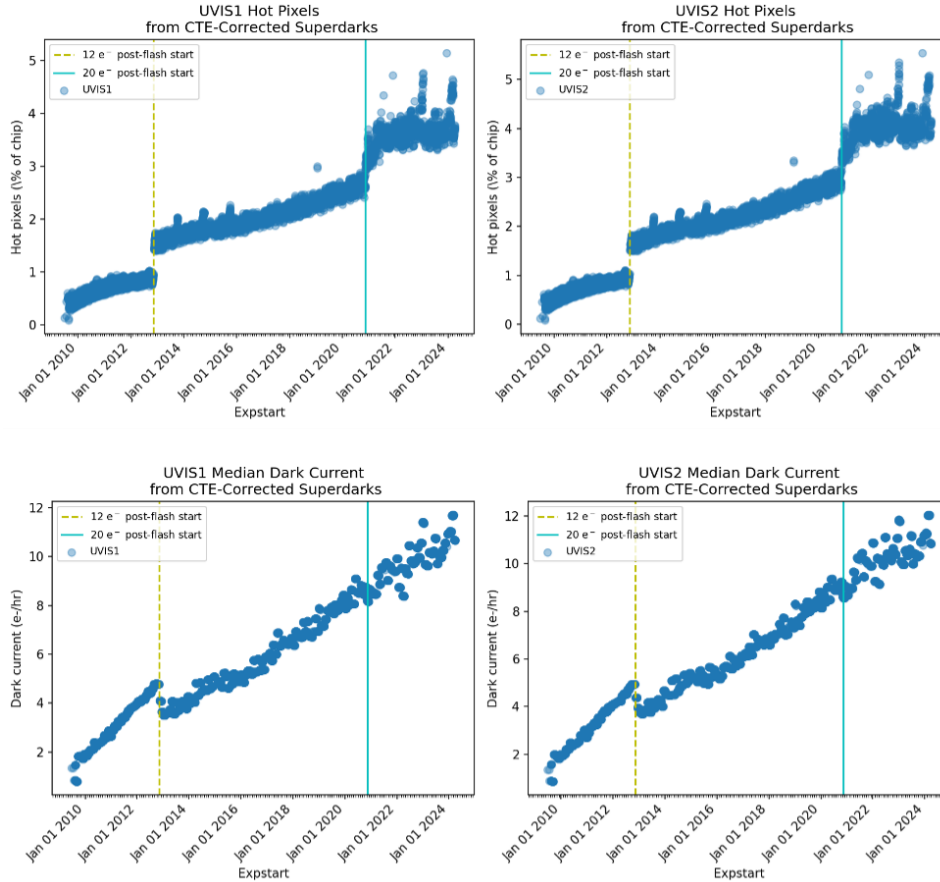 UVIS1 Hot Pixels
from CTE-Corrected Superdarks
12 e⁻ post-flash start
20 e⁻ post-flash start
UVIS1
Hot pixels (\% of chip)
5
4
3
2
1
0
Jan 01 2010
Jan 01 2012
Jan 01 2014
Jan 01 2016
Jan 01 2018
Jan 01 2020
Jan 01 2022
Jan 01 2024
Expstart
UVIS2 Hot Pixels
from CTE-Corrected Superdarks
12 e⁻ post-flash start
20 e⁻ post-flash start
UVIS2
Hot pixels (\% of chip)
5
4
3
2
1
0
Jan 01 2010
Jan 01 2012
Jan 01 2014
Jan 01 2016
Jan 01 2018
Jan 01 2020
Jan 01 2022
Jan 01 2024
Expstart
UVIS1 Median Dark Current
from CTE-Corrected Superdarks
12 e⁻ post-flash start
20 e⁻ post-flash start
UVIS1
Dark current (e-/hr)
12
10
8
6
4
2
Jan 01 2010
Jan 01 2012
Jan 01 2014
Jan 01 2016
Jan 01 2018
Jan 01 2020
Jan 01 2022
Jan 01 2024
Expstart
UVIS2 Median Dark Current
from CTE-Corrected Superdarks
12 e⁻ post-flash start
20 e⁻ post-flash start
UVIS2
Dark current (e-/hr)
12
10
8
6
4
2
Jan 01 2010
Jan 01 2012
Jan 01 2014
Jan 01 2016
Jan 01 2018
Jan 01 2020
Jan 01 2022
Jan 01 2024
Expstart